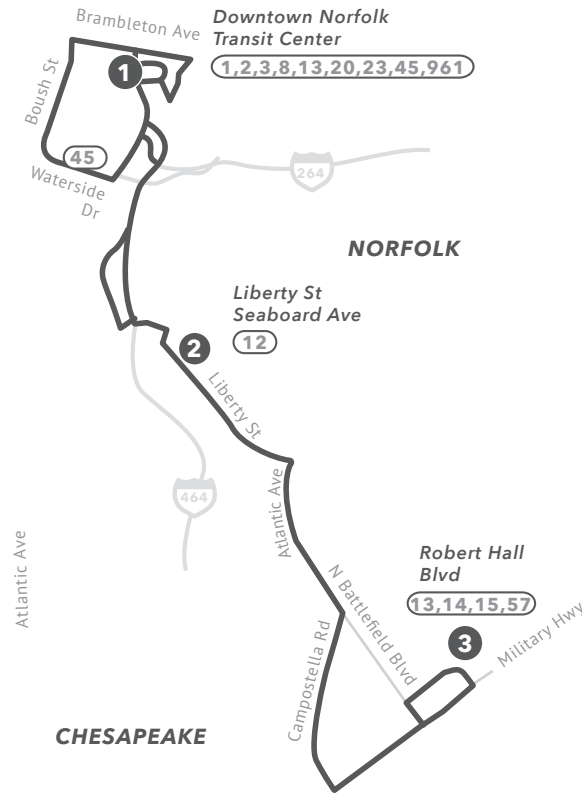 Brambleton Ave
Downtown Norfolk
Transit Center
1,2,3,8,13,20,23,45,961
1
Boush St
45
Waterside
Dr
264
NORFOLK
Liberty St
Seaboard Ave
12
2
Liberty St
464
Atlantic Ave
Atlantic Ave
Robert Hall
Blvd
13,14,15,57
N Battlefield Blvd
3
Military Hwy
Campostella Rd
CHESAPEAKE